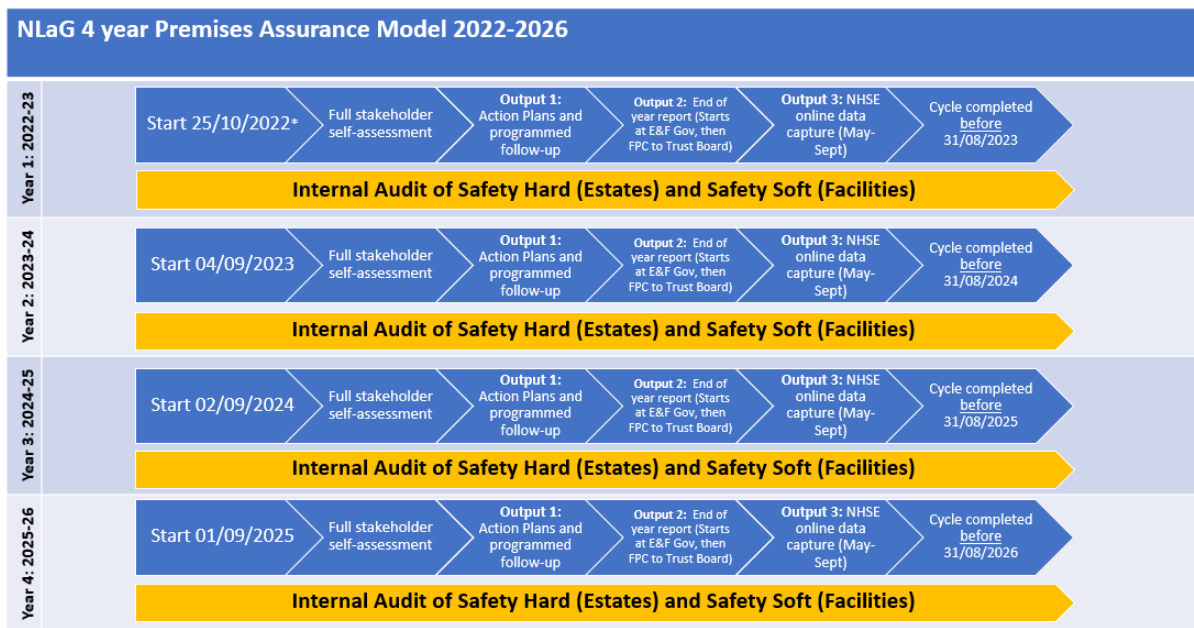 NLaG 4 year Premises Assurance Model 2022-2026
Year 1: 2022-23
Start 25/10/2022*
Full stakeholder
self-assessment
Output 1:
Action Plans and
programmed
follow-up
Output 2: End of
year report (Starts
at E&F Gov, then
FPC to Trust Board)
Output 3: NHSE
online data
capture (May-
Sept)
Cycle completed
before
31/08/2023
Internal Audit of Safety Hard (Estates) and Safety Soft (Facilities)
Year 2: 2023-24
Start 04/09/2023
Full stakeholder
self-assessment
Output 1:
Action Plans and
programmed
follow-up
Output 2: End of
year report (Starts
at E&F Gov, then
FPC to Trust Board)
Output 3: NHSE
online data
capture (May-
Sept)
Cycle completed
before
31/08/2024
Internal Audit of Safety Hard (Estates) and Safety Soft (Facilities)
Year 3: 2024-25
Start 02/09/2024
Full stakeholder
self-assessment
Output 1:
Action Plans and
programmed
follow-up
Output 2: End of
year report (Starts
at E&F Gov, then
FPC to Trust Board)
Output 3: NHSE
online data
capture (May-
Sept)
Cycle completed
before
31/08/2025
Internal Audit of Safety Hard (Estates) and Safety Soft (Facilities)
Year 4: 2025-26
Start 01/09/2025
Full stakeholder
self-assessment
Output 1:
Action Plans and
programmed
follow-up
Output 2: End of
year report (Starts
at E&F Gov, then
FPC to Trust Board)
Output 3: NHSE
online data
capture (May-
Sept)
Cycle completed
before
31/08/2026
Internal Audit of Safety Hard (Estates) and Safety Soft (Facilities)